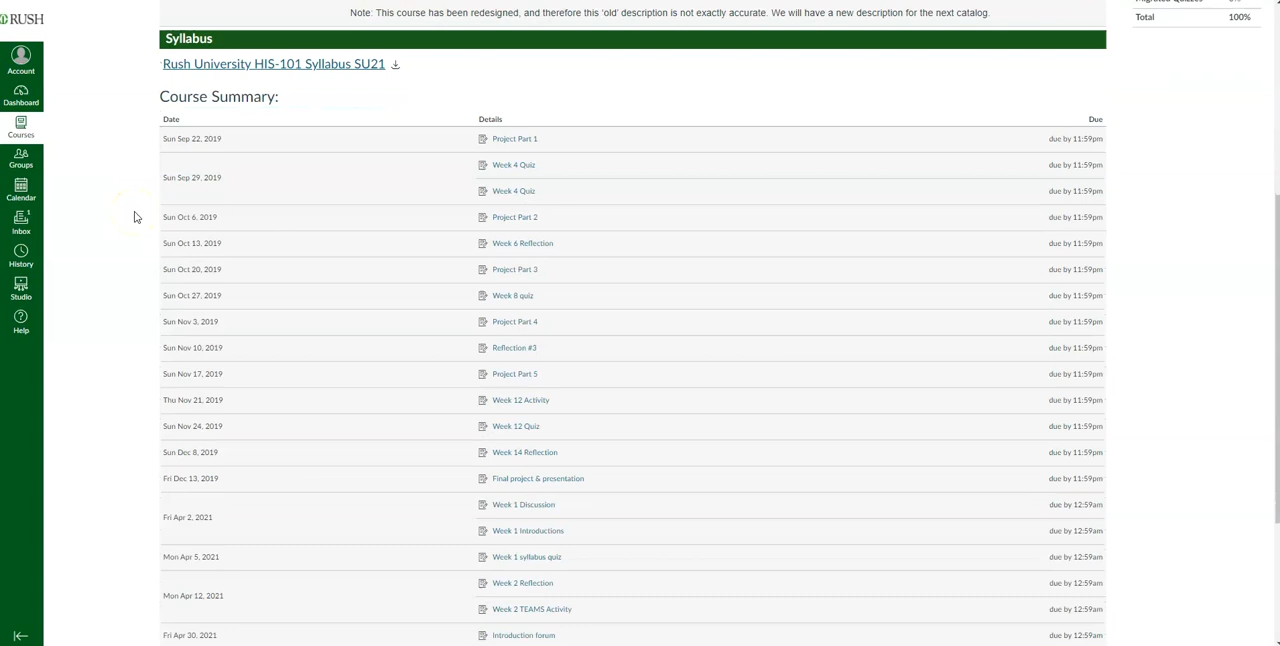 RUSH
Note: This course has been redesigned, and therefore this 'old' description is not exactly accurate. We will have a new description for the next catalog.
Total 100%
Syllabus
Rush University HIS-101 Syllabus SU21
Course Summary:
Date Details Due
Sun Sep 22, 2019 Project Part 1 due by 11:59pm
Sun Sep 29, 2019 Week 4 Quiz due by 11:59pm
Week 4 Quiz due by 11:59pm
Sun Oct 6, 2019 Project Part 2 due by 11:59pm
Sun Oct 13, 2019 Week 6 Reflection due by 11:59pm
Sun Oct 20, 2019 Project Part 3 due by 11:59pm
Sun Oct 27, 2019 Week 8 quiz due by 11:59pm
Sun Nov 3, 2019 Project Part 4 due by 11:59pm
Sun Nov 10, 2019 Reflection #3 due by 11:59pm
Sun Nov 17, 2019 Project Part 5 due by 11:59pm
Thu Nov 21, 2019 Week 12 Activity due by 11:59pm
Sun Nov 24, 2019 Week 12 Quiz due by 11:59pm
Sun Dec 8, 2019 Week 14 Reflection due by 11:59pm
Fri Dec 13, 2019 Final project & presentation due by 11:59pm
Fri Apr 2, 2021 Week 1 Discussion due by 12:59am
Week 1 Introductions due by 12:59am
Mon Apr 5, 2021 Week 1 syllabus quiz due by 12:59am
Mon Apr 12, 2021 Week 2 Reflection due by 12:59am
Week 2 TEAMS Activity due by 12:59am
Fri Apr 30, 2021 Introduction forum due by 12:59am
Account
Dashboard
Courses
Groups
Calendar
1
Inbox
History
Studio
Help